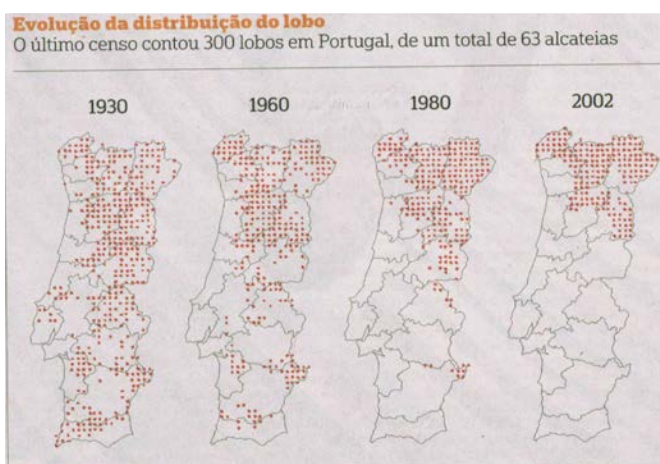 Evolução da distribuição do lobo
O último censo contou 300 lobos em Portugal, de um total de 63 alcateias
1930 1960 1980 2002